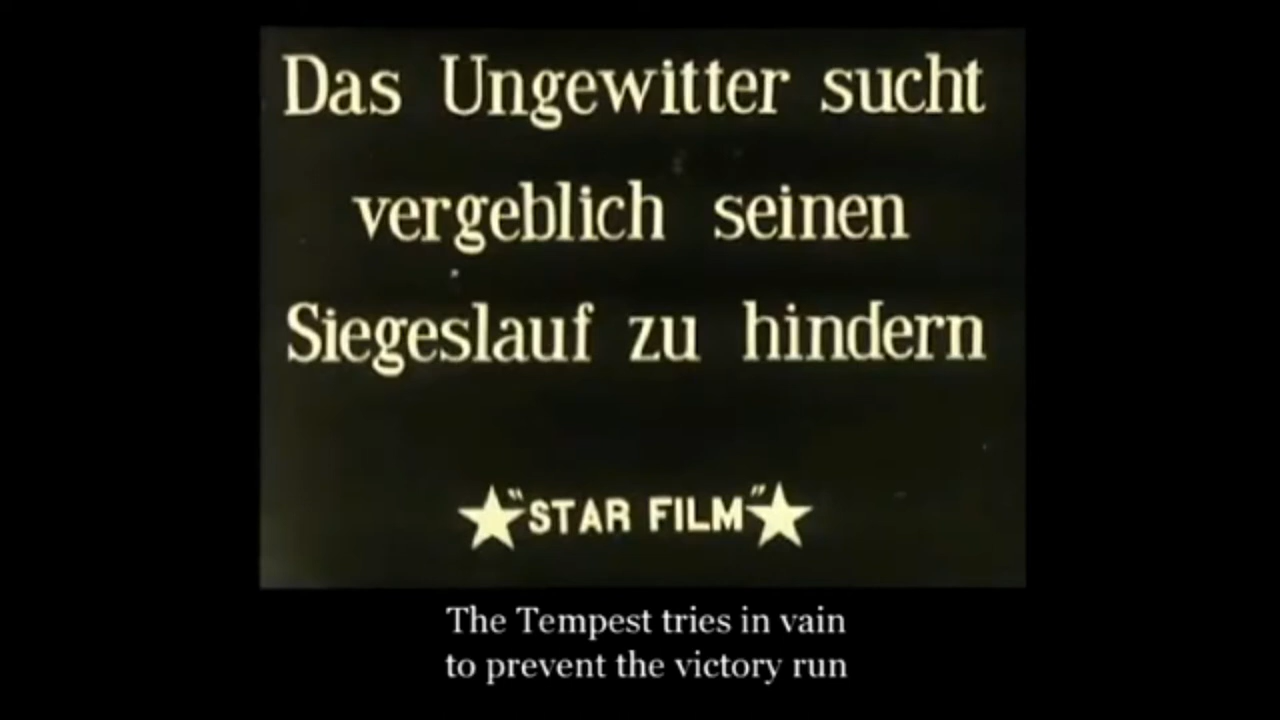 Das Ungewitter sucht
vergeblich seinen
Siegeslauf zu hindern
"STAR FILM"
The Tempest tries in vain
to prevent the victory run